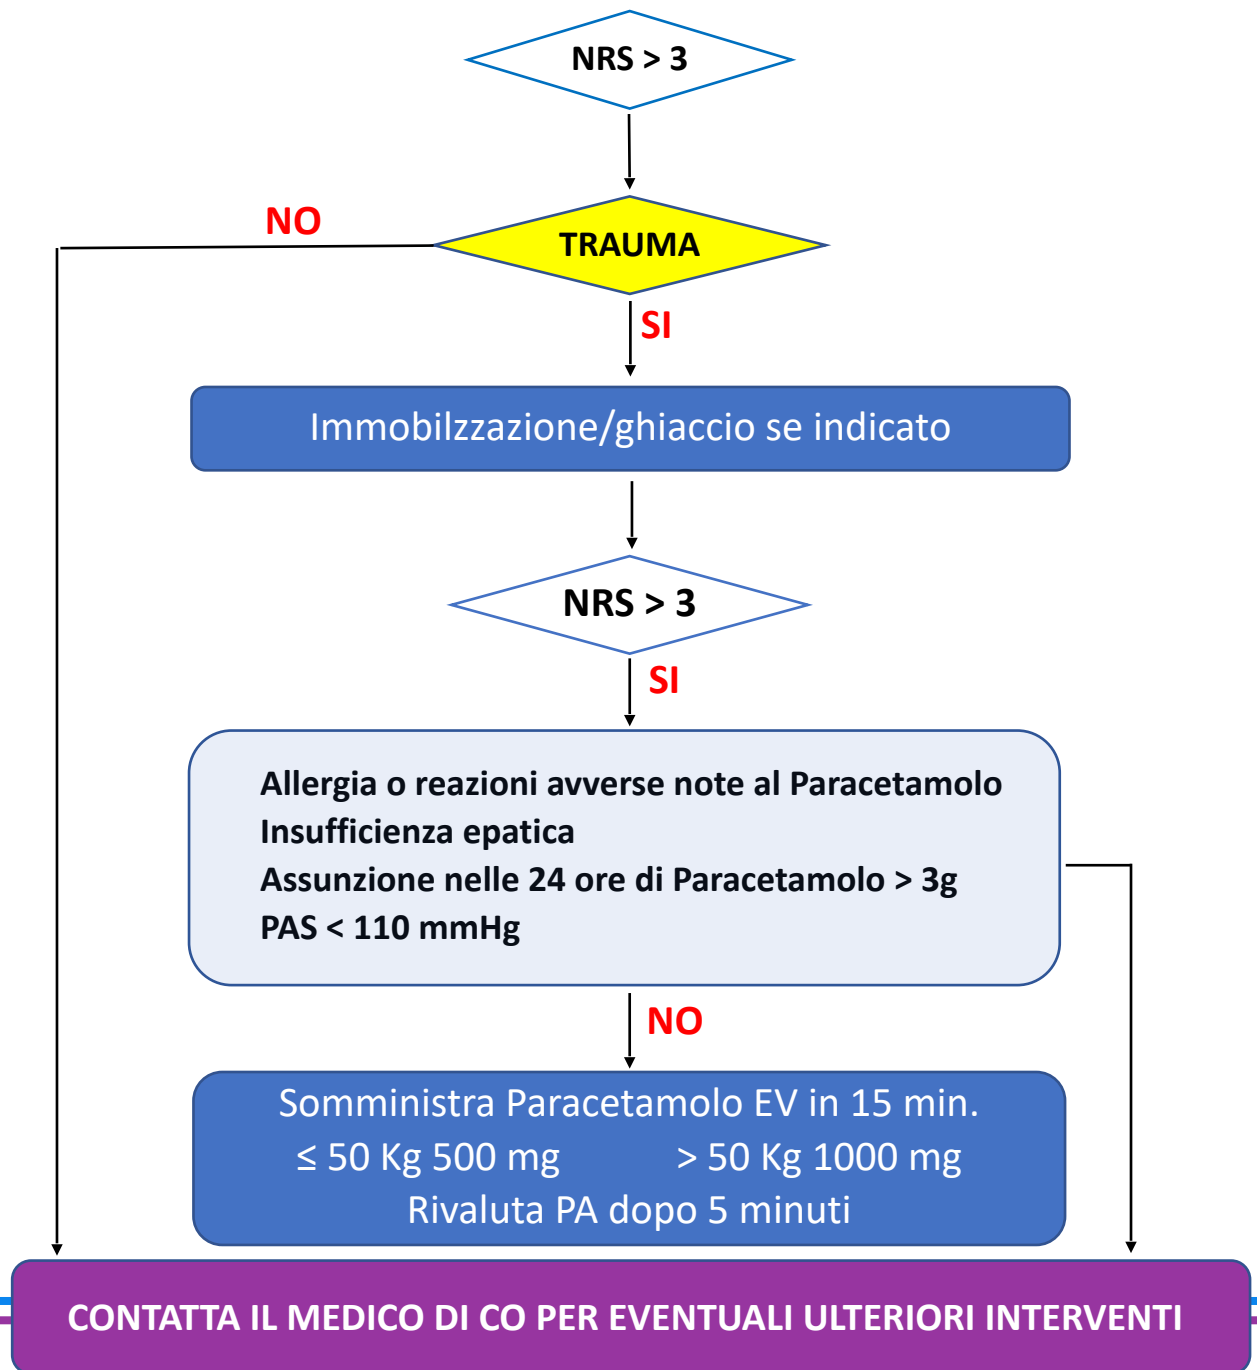 NRS > 3
NO
TRAUMA
SI
Immobilzzazione/ghiaccio se indicato
NRS > 3
SI
Allergia o reazioni avverse note al Paracetamolo
Insufficienza epatica
Assunzione nelle 24 ore di Paracetamolo > 3g
PAS < 110 mmHg
NO
Somministra Paracetamolo EV in 15 min.
≤ 50 Kg 500 mg > 50 Kg 1000 mg
Rivaluta PA dopo 5 minuti
CONTATTA IL MEDICO DI CO PER EVENTUALI ULTERIORI INTERVENTI